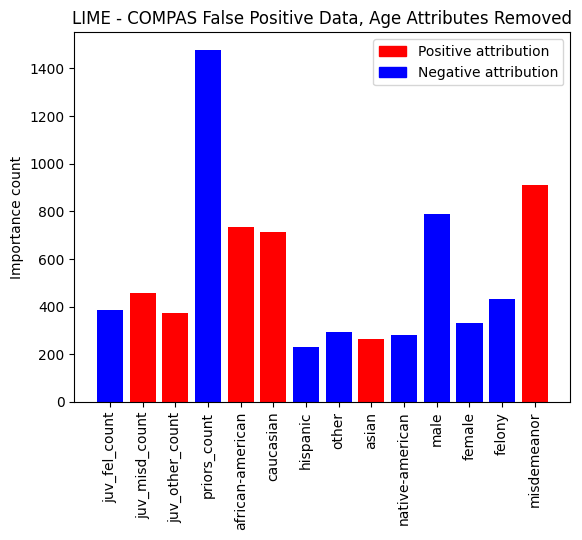 LIME - COMPAS False Positive Data, Age Attributes Removed
Positive attribution
Negative attribution
Importance count
1400
1200
1000
800
600
400
200
0
juv_fel_count
juv_misd_count
juv_other_count
priors_count
african-american
caucasian
hispanic
other
asian
native-american
male
female
felony
misdemeanor